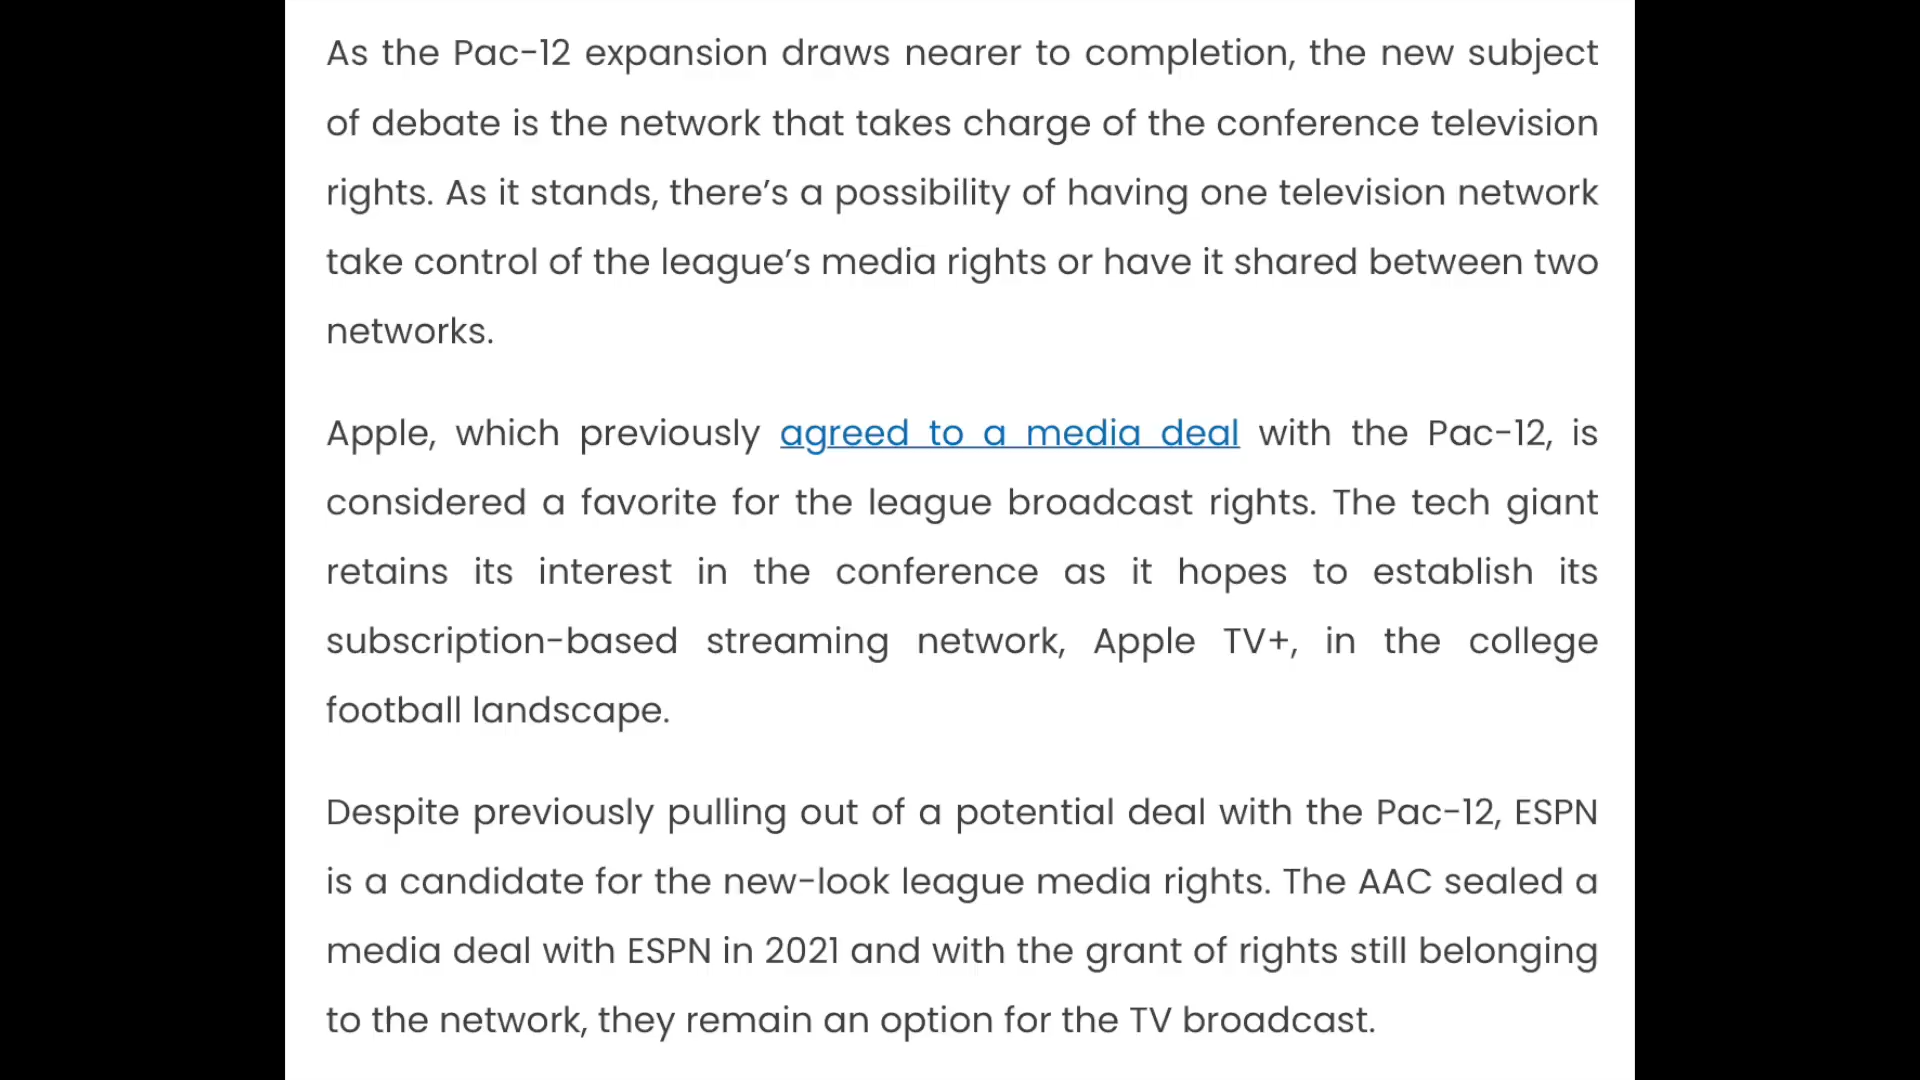 As the Pac-12 expansion draws nearer to completion, the new subject
of debate is the network that takes charge of the conference television
rights. As it stands, there’s a possibility of having one television network
take control of the league’s media rights or have it shared between two
networks.
Apple, which previously agreed to a media deal with the Pac-12, is
considered a favorite for the league broadcast rights. The tech giant
retains its interest in the conference as it hopes to establish its
subscription-based streaming network, Apple TV+, in the college
football landscape.
Despite previously pulling out of a potential deal with the Pac-12, ESPN
is a candidate for the new-look league media rights. The AAC sealed a
media deal with ESPN in 2021 and with the grant of rights still belonging
to the network, they remain an option for the TV broadcast.